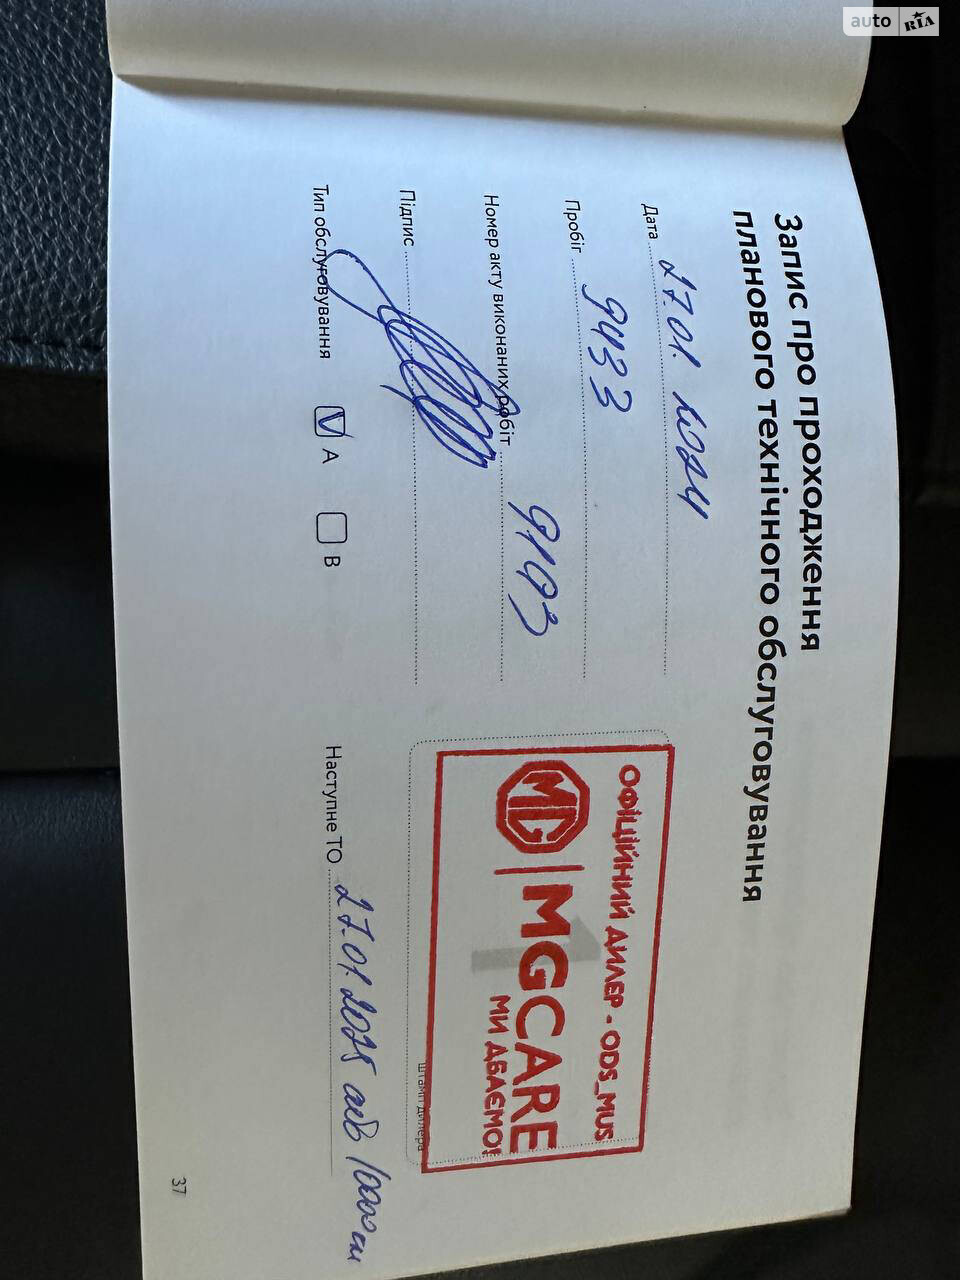 auto RIA
Запис про проходження
планового технічного обслуговування
Дата 27.01.2024
Пробіг 9433
Номер акту виконаних робіт 9193
Підпис
Тип обслуговування V A B
1
ОФІЦІЙНИЙ ДИЛЕР - ODS_MUS
MG | MGCARE
МИ ДБАЄМО!
штамп дилера
Наступне ТО 27.01.2025 або
37